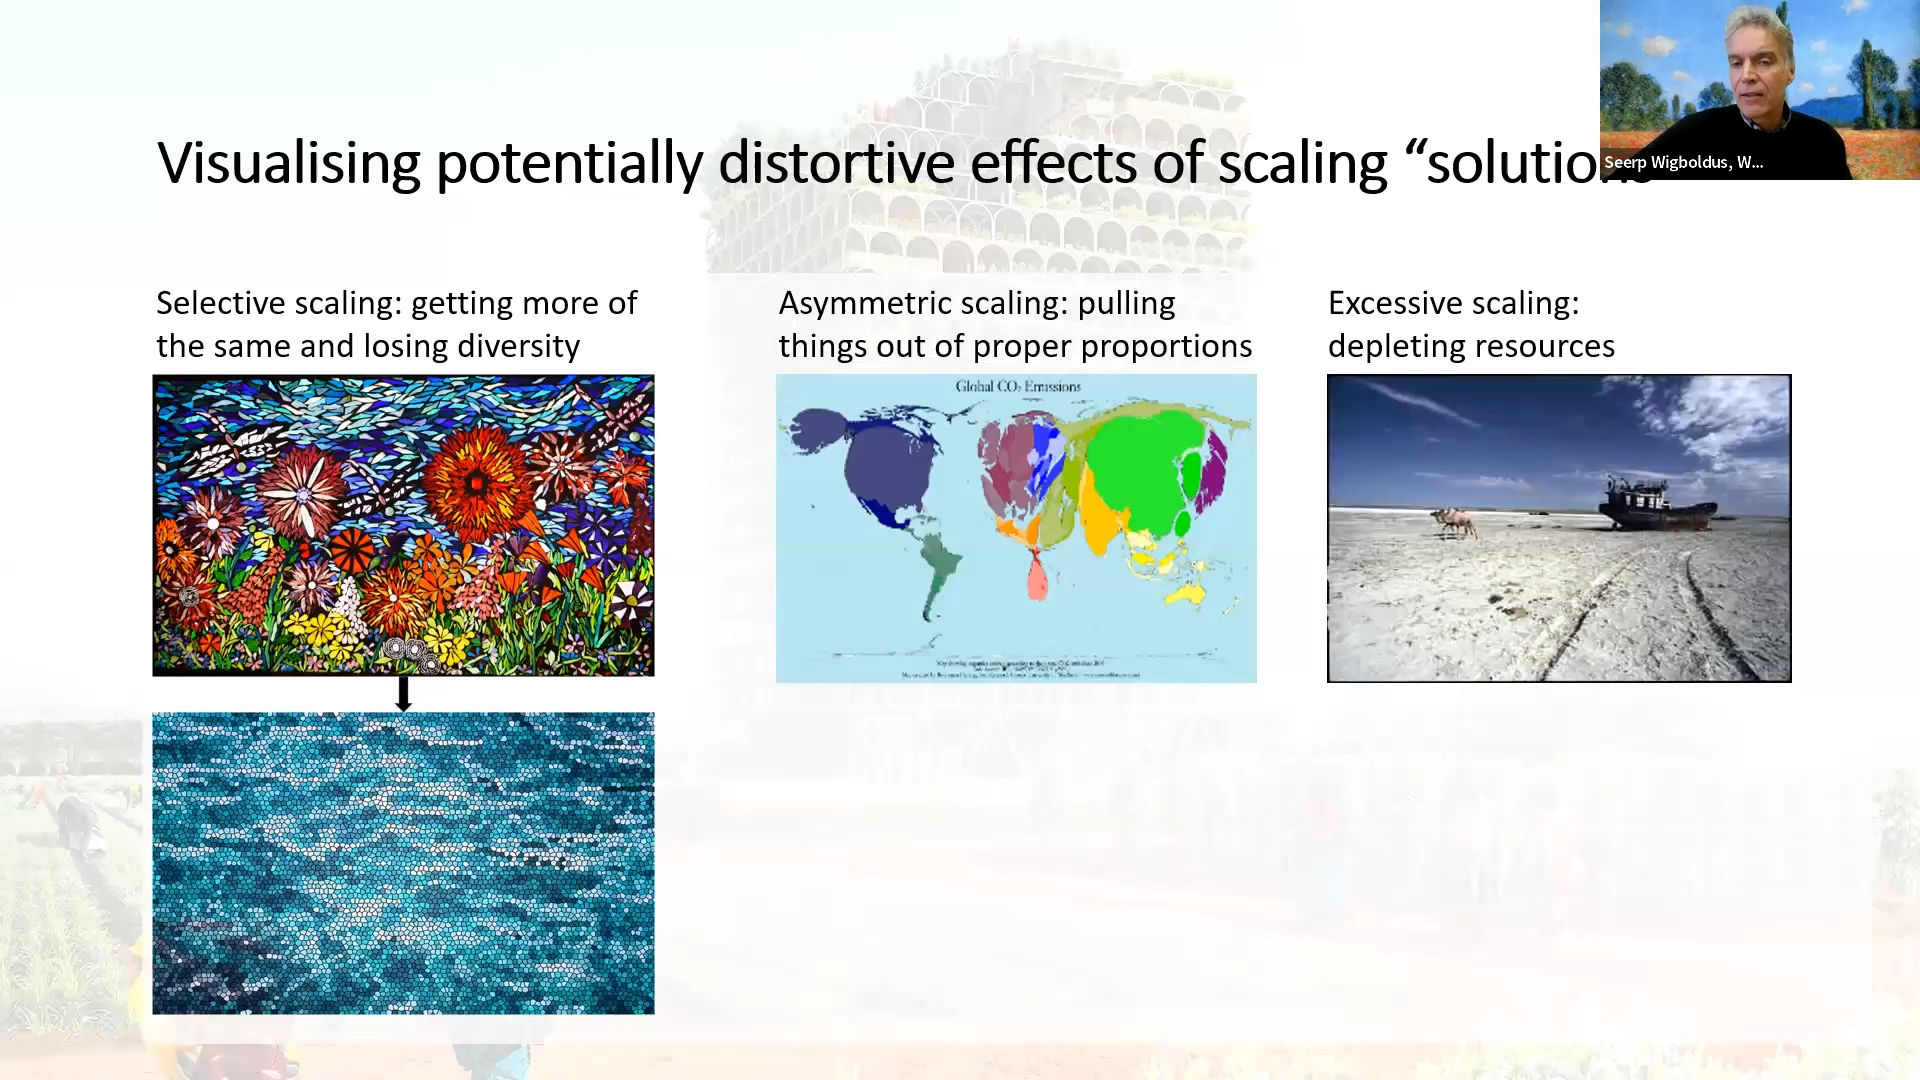 Visualising potentially distortive effects of scaling “solution
Seerp Wigboldus, W...
Selective scaling: getting more of
the same and losing diversity
Asymmetric scaling: pulling
things out of proper proportions
Excessive scaling:
depleting resources
Global CO₂ Emissions